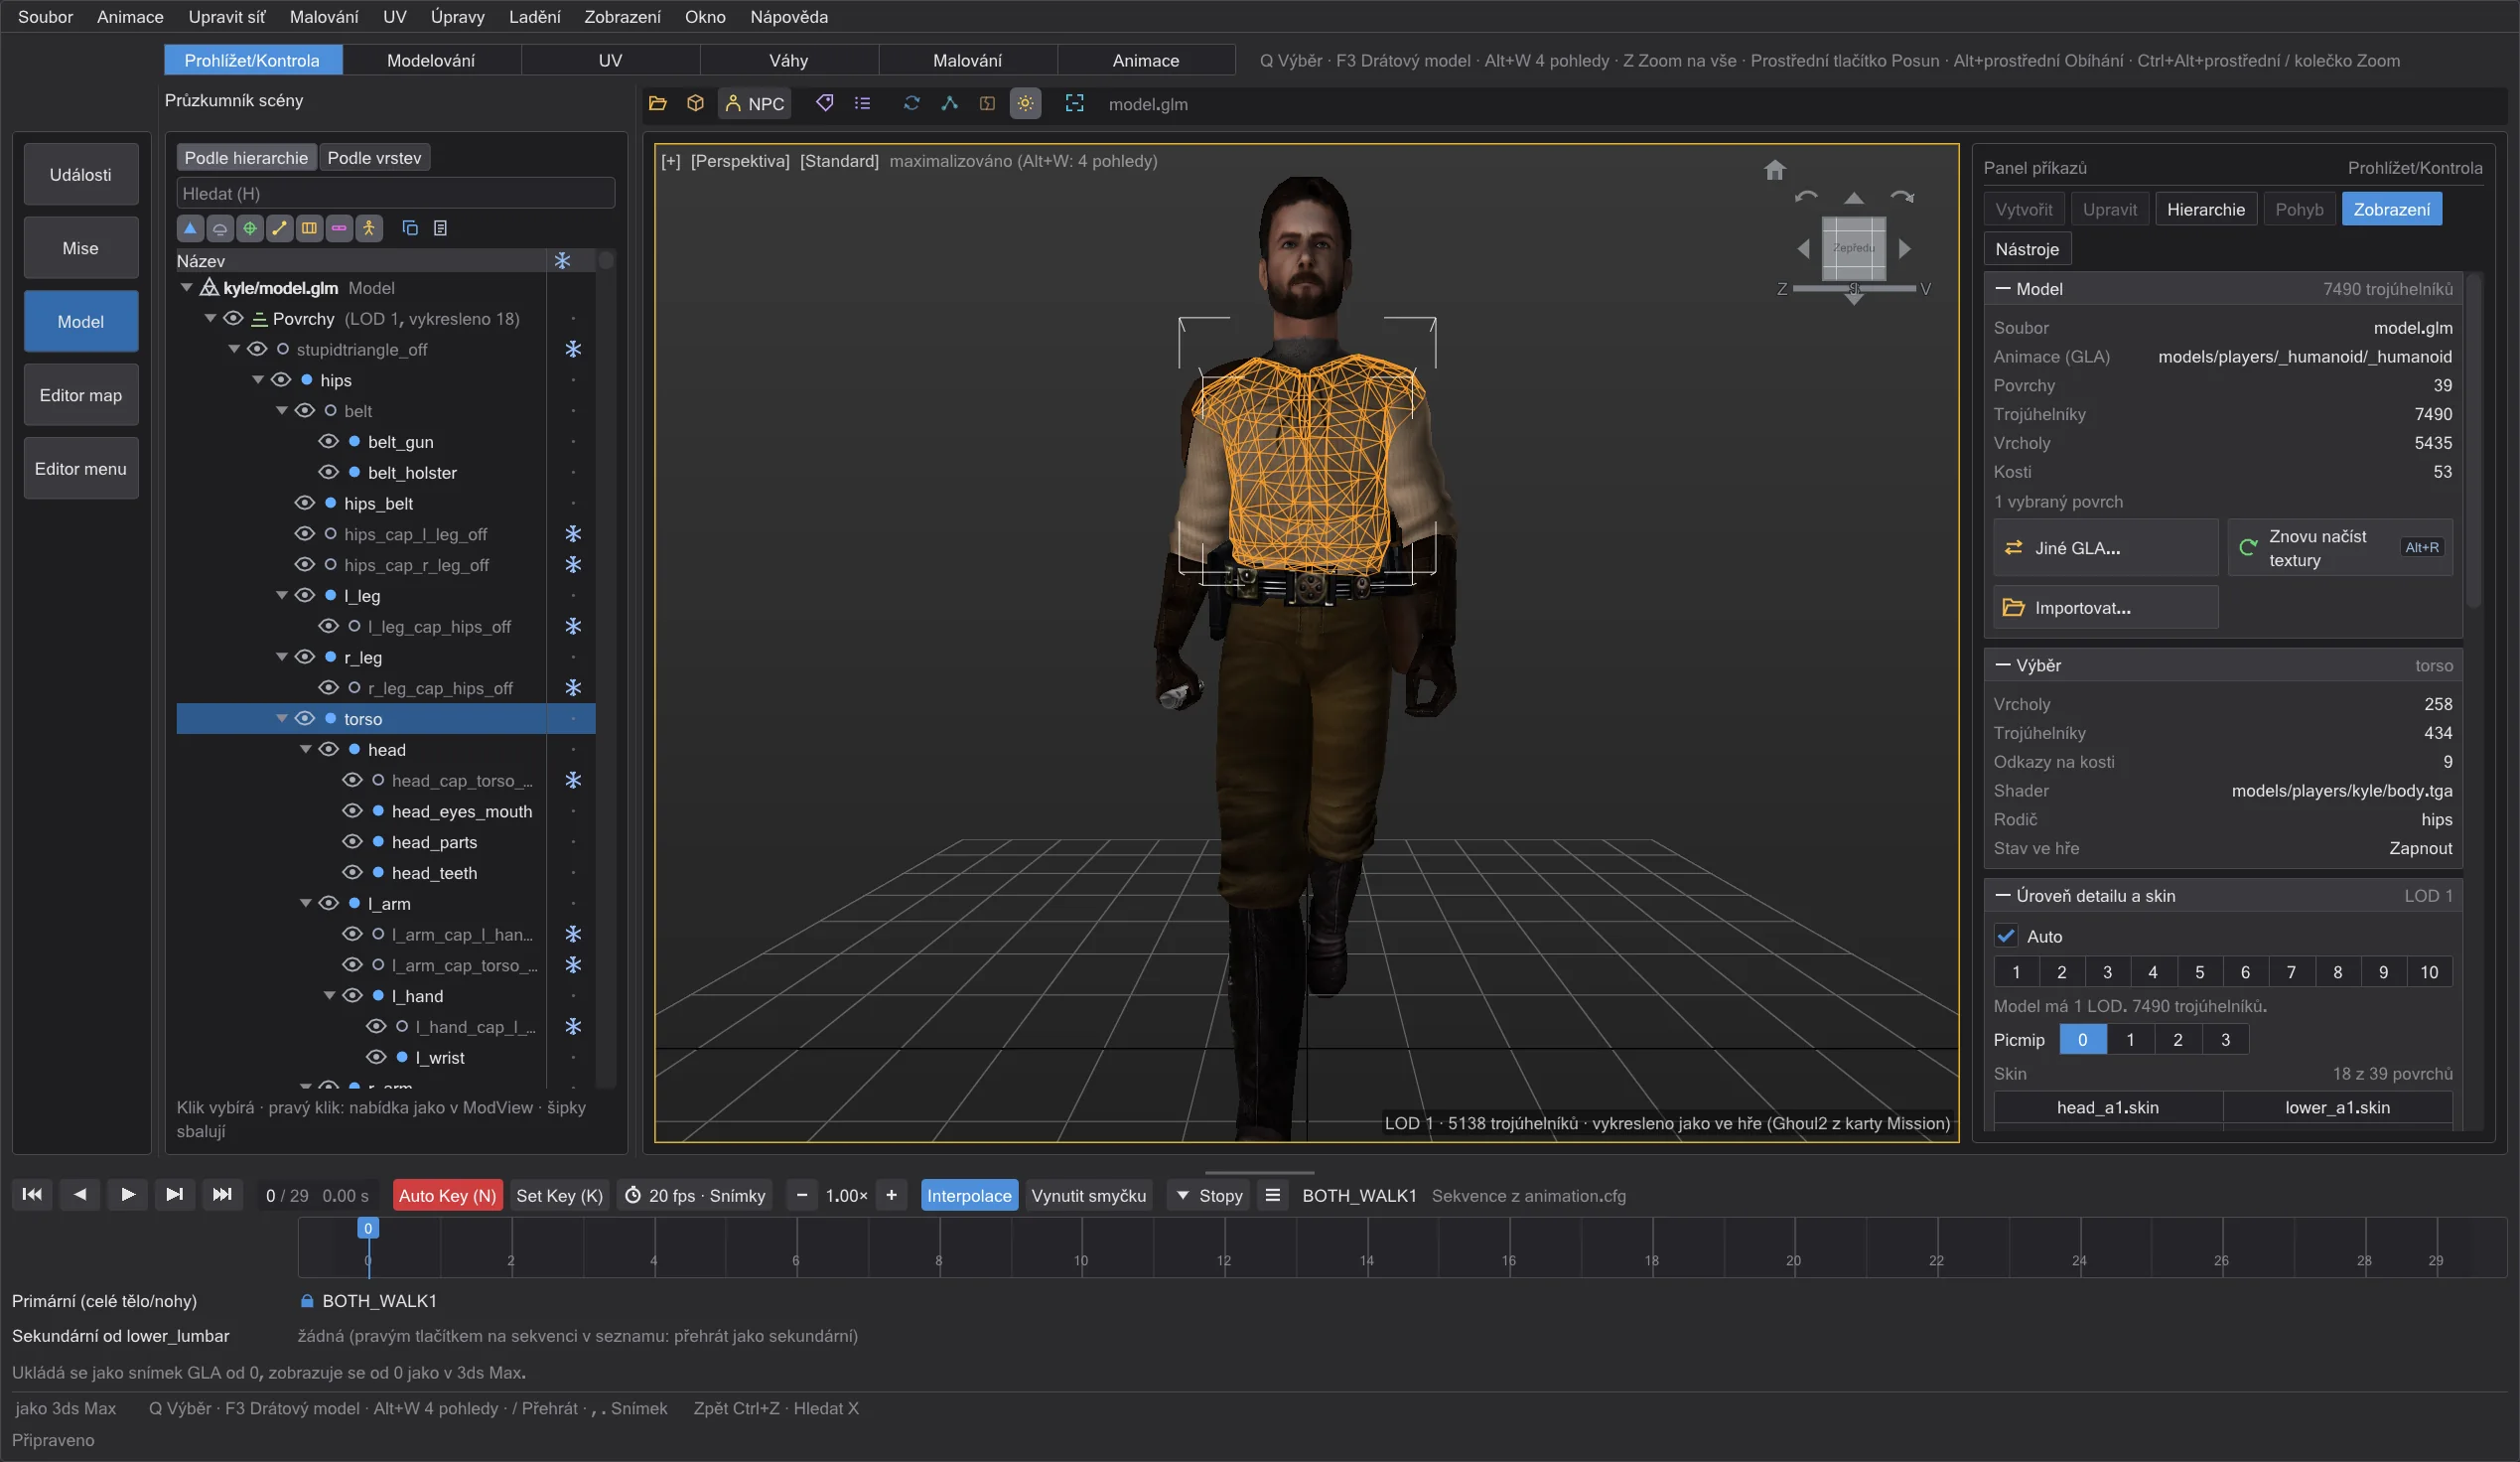 Soubor Animace Upravit síť Malování UV Úpravy Ladění Zobrazení Okno Nápověda
Prohlížet/Kontrola Modelování UV Váhy Malování Animace Q Výběr · F3 Drátový model · Alt+W 4 pohledy · Z Zoom na vše · Prostřední tlačítko Posun · Alt+prostřední Obíhání · Ctrl+Alt+prostřední / kolečko Zoom
Průzkumník scény
NPC model.glm
Události
Mise
Model
Editor map
Editor menu
Podle hierarchie Podle vrstev
Hledat (H)
Název
kyle/model.glm Model
Povrchy (LOD 1, vykresleno 18)
stupidtriangle_off
hips
belt
belt_gun
belt_holster
hips_belt
hips_cap_l_leg_off
hips_cap_r_leg_off
l_leg
l_leg_cap_hips_off
r_leg
r_leg_cap_hips_off
torso
head
head_cap_torso_...
head_eyes_mouth
head_parts
head_teeth
l_arm
l_arm_cap_l_han...
l_arm_cap_torso_...
l_hand
l_hand_cap_l_...
l_wrist
r_arm
Klik vybírá · pravý klik: nabídka jako v ModView · šipky
sbalují
[+] [Perspektiva] [Standard] maximalizováno (Alt+W: 4 pohledy)
Zepředu
Z V
LOD 1 · 5138 trojúhelníků · vykresleno jako ve hře (Ghoul2 z karty Mission)
Panel příkazů Prohlížet/Kontrola
Vytvořit Upravit Hierarchie Pohyb Zobrazení
Nástroje
Model 7490 trojúhelníků
Soubor model.glm
Animace (GLA) models/players/_humanoid/_humanoid
Povrchy 39
Trojúhelníky 7490
Vrcholy 5435
Kosti 53
1 vybraný povrch
Jiné GLA...
Znovu načíst textury Alt+R
Importovat...
Výběr torso
Vrcholy 258
Trojúhelníky 434
Odkazy na kosti 9
Shader models/players/kyle/body.tga
Rodič hips
Stav ve hře Zapnout
Úroveň detailu a skin LOD 1
Auto
1 2 3 4 5 6 7 8 9 10
Model má 1 LOD. 7490 trojúhelníků.
Picmip 0 1 2 3
Skin 18 z 39 povrchů
head_a1.skin lower_a1.skin
0 / 29 0.00 s Auto Key (N) Set Key (K) 20 fps · Snímky − 1.00× + Interpolace Vynutit smyčku Stopy BOTH_WALK1 Sekvence z animation.cfg
0
0 2 4 6 8 10 12 14 16 18 20 22 24 26 28 29
Primární (celé tělo/nohy) BOTH_WALK1
Sekundární od lower_lumbar žádná (pravým tlačítkem na sekvenci v seznamu: přehrát jako sekundární)
Ukládá se jako snímek GLA od 0, zobrazuje se od 0 jako v 3ds Max.
jako 3ds Max Q Výběr · F3 Drátový model · Alt+W 4 pohledy · / Přehrát · , . Snímek Zpět Ctrl+Z · Hledat X
Připraveno